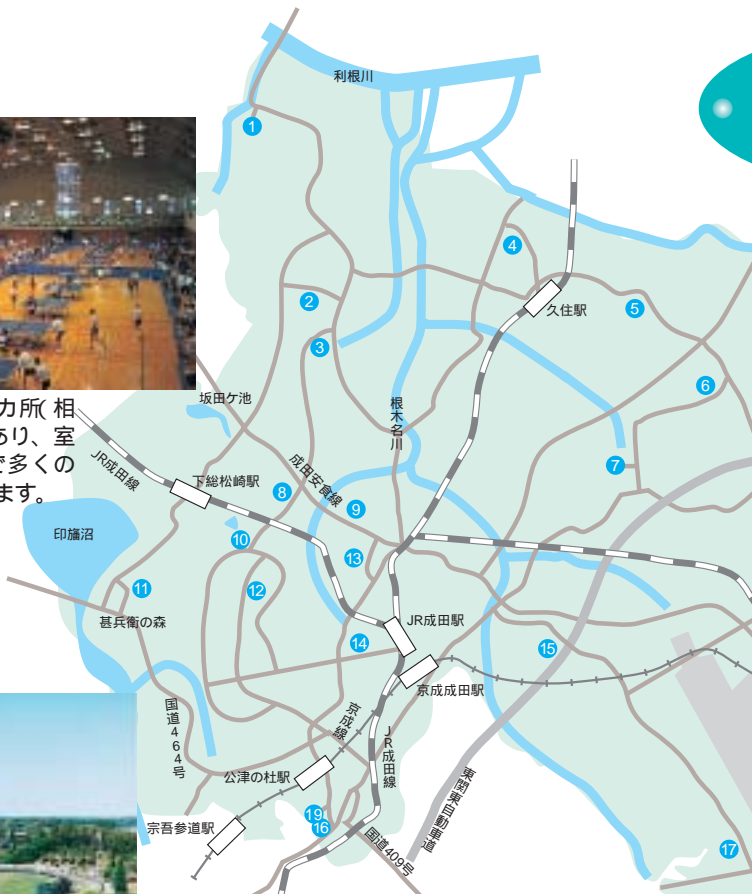 利根川
1
4
久住駅
2
5
3
6
坂田ケ池
カ所(相
根木名川
あり、室
7
で多くの
JR成田線
下総松崎駅
成田安食線
8
ます。
9
印旛沼
10
13
11
12
甚兵衛の森
JR成田駅
14
15
京成成田駅
国道464号
京成線
JR成田線
公津の杜駅
東関東自動車道
宗吾参道駅
19
16
国道409号
17